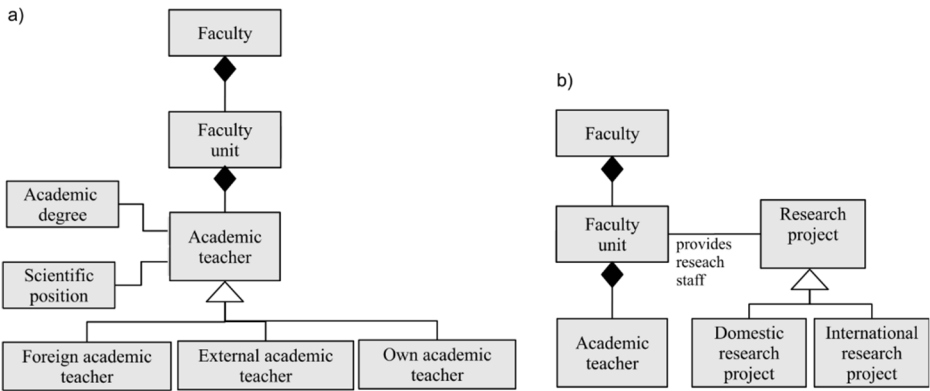 a)
Faculty
Faculty
unit
Academic
degree
Academic
teacher
Scientific
position
Foreign academic
teacher
External academic
teacher
Own academic
teacher
b)
Faculty
Faculty
unit
provides
reseach
staff
Research
project
Academic
teacher
Domestic
research
project
International
research
project